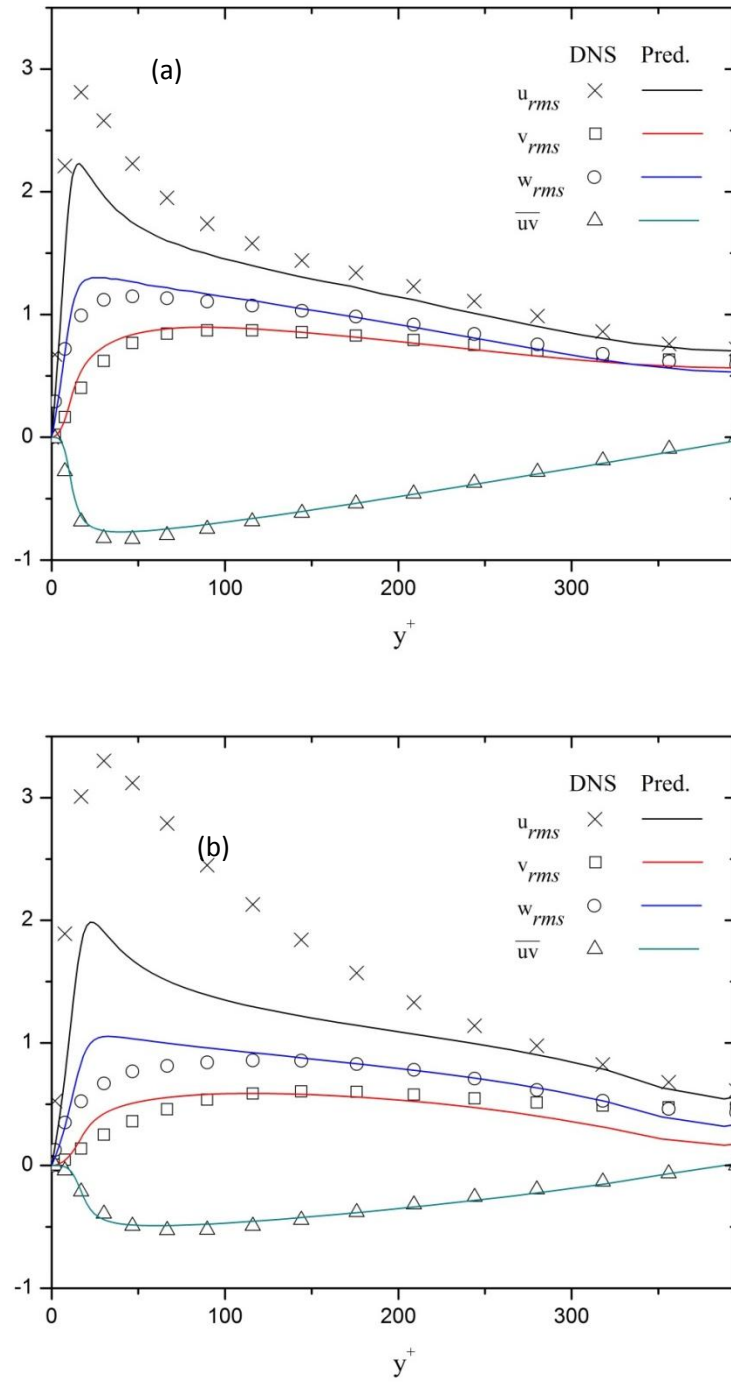 3
(a)
DNS Pred.
u_rms
v_rms
2
w_rms
uv
1
0
-1
0 100 200 300
y+
3
DNS Pred.
u_rms
(b)
v_rms
w_rms
2
uv
1
0
-1
0 100 200 300
y+